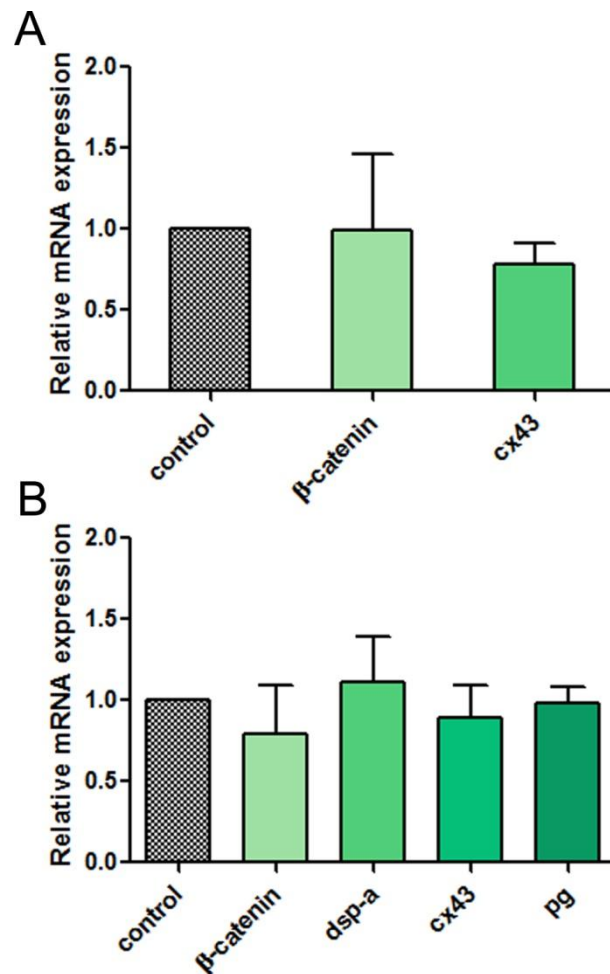 A
Relative mRNA expression
2.0
1.5
1.0
0.5
0.0
control
β-catenin
cx43
B
Relative mRNA expression
2.0
1.5
1.0
0.5
0.0
control
β-catenin
dsp-a
cx43
pg